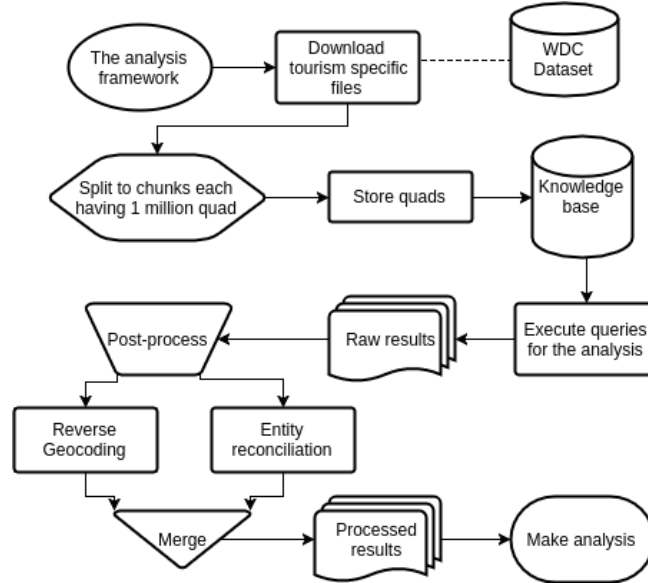 The analysis
framework
Download
tourism specific
files
WDC
Dataset
Split to chunks each
having 1 million quad
Store quads
Knowledge
base
Post-process
Raw results
Execute queries
for the analysis
Reverse
Geocoding
Entity
reconciliation
Merge
Processed
results
Make analysis